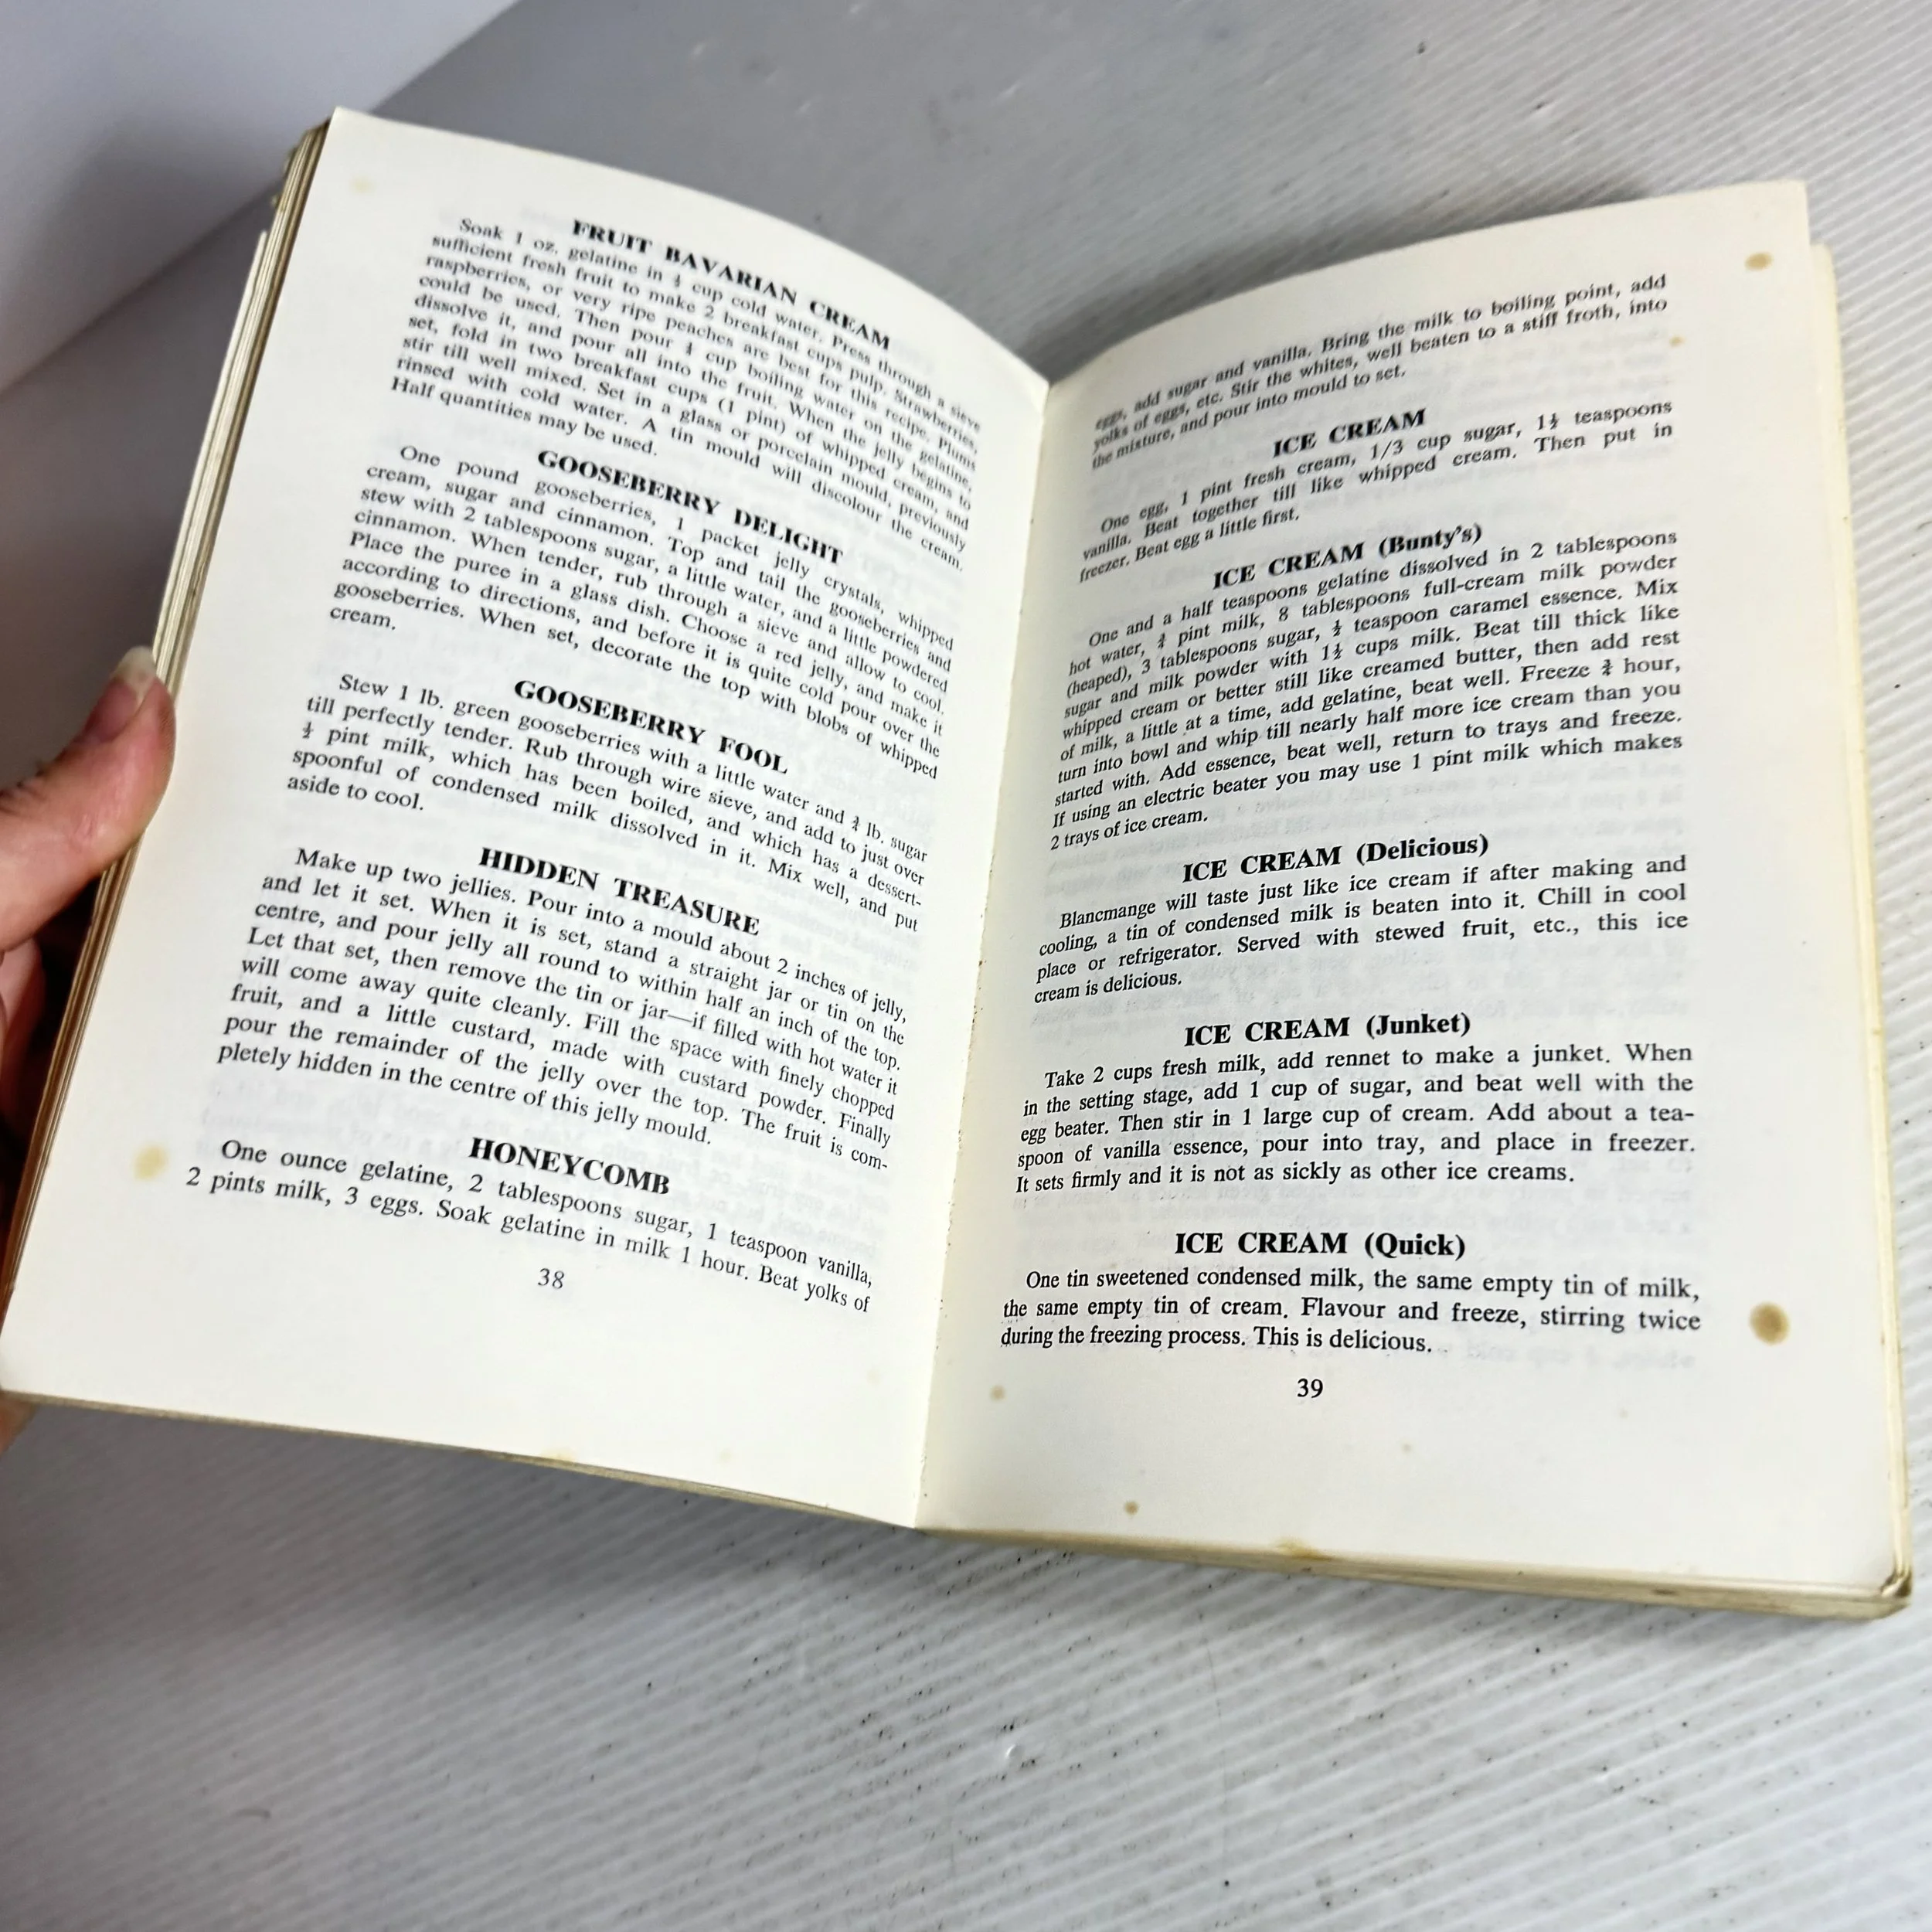 FRUIT BAVARIAN CREAM
Soak 1 oz. gelatine in cup cold water. Press through a sieve
sufficient fresh fruit to make 2 breakfast cups pulp. Strawberries,
raspberries, or very ripe peaches are best for this recipe. Plums
could be used. Then pour cup boiling water on the gelatine,
dissolve it, and pour all into the fruit. When the jelly begins to
set, fold in two breakfast cups (1 pint) of whipped cream, and
stir till well mixed. Set in a glass or porcelain mould, previously
rinsed with cold water. A tin mould will discolour the cream.
Half quantities may be used.
GOOSEBERRY DELIGHT
One pound gooseberries, 1 packet jelly crystals, whipped
cream, sugar and cinnamon. Top and tail the gooseberries and
stew with 2 tablespoons sugar, a little water, and a little powdered
cinnamon. When tender, rub through a sieve and allow to cool.
Place the puree in a glass dish. Choose a red jelly, and make it
according to directions, and before it is quite cold pour over the
gooseberries. When set, decorate the top with blobs of whipped
cream.
GOOSEBERRY FOOL
Stew 1 lb. green gooseberries with a little water and ¾ lb. sugar
till perfectly tender. Rub through wire sieve, and add to just over
½ pint milk, which has been boiled, and which has a dessert-
spoonful of condensed milk dissolved in it. Mix well, and put
aside to cool.
HIDDEN TREASURE
Make up two jellies. Pour into a mould about 2 inches of jelly,
and let it set. When it is set, stand a straight jar or tin on the
centre, and pour jelly all round to within half an inch of the top.
Let that set, then remove the tin or jar—if filled with hot water it
will come away quite cleanly. Fill the space with finely chopped
fruit, and a little custard, made with custard powder. Finally
pour the remainder of the jelly over the top. The fruit is com-
pletely hidden in the centre of this jelly mould.
HONEYCOMB
One ounce gelatine, 2 tablespoons sugar, 1 teaspoon vanilla,
2 pints milk, 3 eggs. Soak gelatine in milk 1 hour. Beat yolks of
38
eggs, add sugar and vanilla. Bring the milk to boiling point, add
yolks of eggs, etc. Stir the whites, well beaten to a stiff froth, into
the mixture, and pour into mould to set.
ICE CREAM
One egg, 1 pint fresh cream, 1/3 cup sugar, 1½ teaspoons
vanilla. Beat together till like whipped cream. Then put in
freezer. Beat egg a little first.
ICE CREAM (Bunty's)
One and a half teaspoons gelatine dissolved in 2 tablespoons
hot water, ¾ pint milk, 8 tablespoons full-cream milk powder
(heaped), 3 tablespoons sugar, ½ teaspoon caramel essence. Mix
sugar and milk powder with 1½ cups milk. Beat till thick like
whipped cream or better still like creamed butter, then add rest
of milk, a little at a time, add gelatine, beat well. Freeze ¾ hour,
turn into bowl and whip till nearly half more ice cream than you
started with. Add essence, beat well, return to trays and freeze.
If using an electric beater you may use 1 pint milk which makes
2 trays of ice cream.
ICE CREAM (Delicious)
Blancmange will taste just like ice cream if after making and
cooling, a tin of condensed milk is beaten into it. Chill in cool
place or refrigerator. Served with stewed fruit, etc., this ice
cream is delicious.
ICE CREAM (Junket)
Take 2 cups fresh milk, add rennet to make a junket. When
in the setting stage, add 1 cup of sugar, and beat well with the
egg beater. Then stir in 1 large cup of cream. Add about a tea-
spoon of vanilla essence, pour into tray, and place in freezer.
It sets firmly and it is not as sickly as other ice creams.
ICE CREAM (Quick)
One tin sweetened condensed milk, the same empty tin of milk,
the same empty tin of cream. Flavour and freeze, stirring twice
during the freezing process. This is delicious.
39